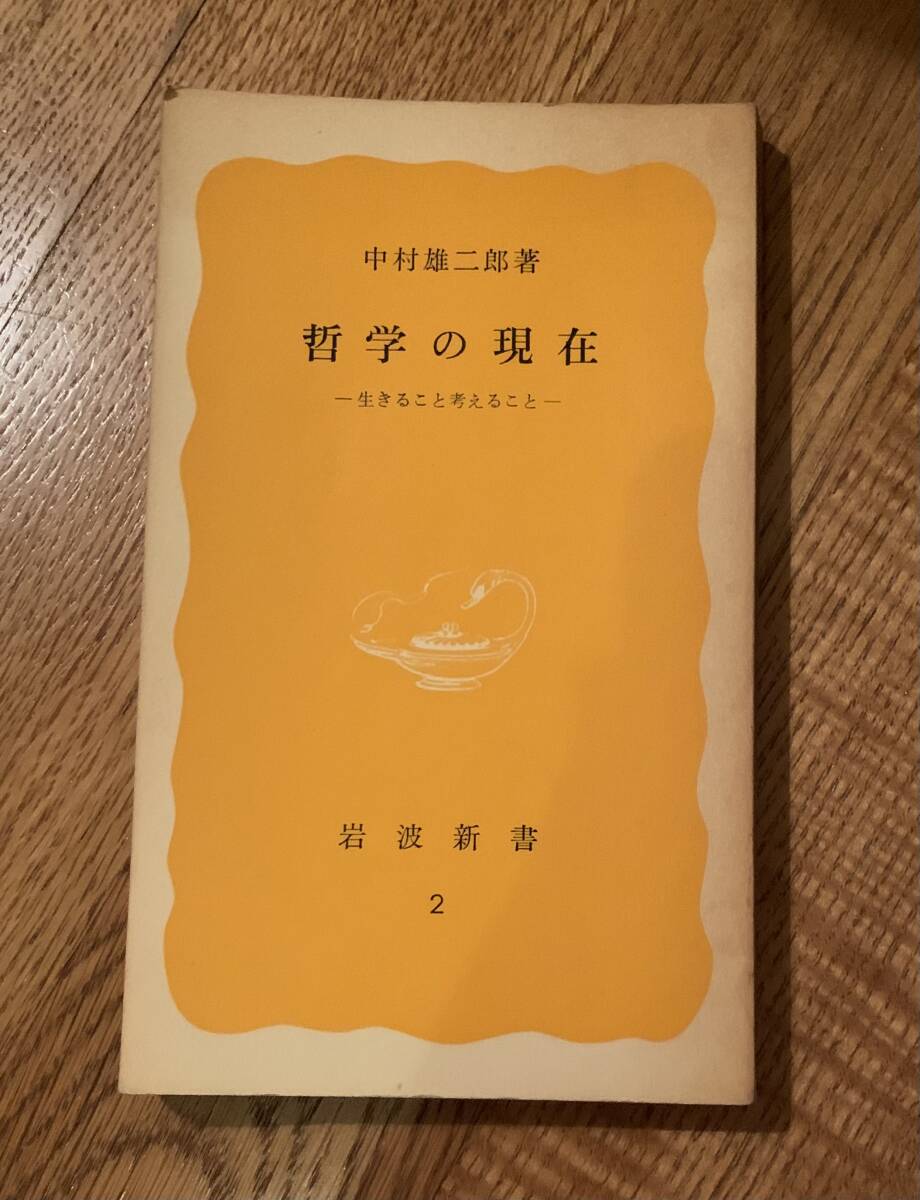 中村雄二郎著
哲学の現在
―生きること考えること―
岩波新書
2